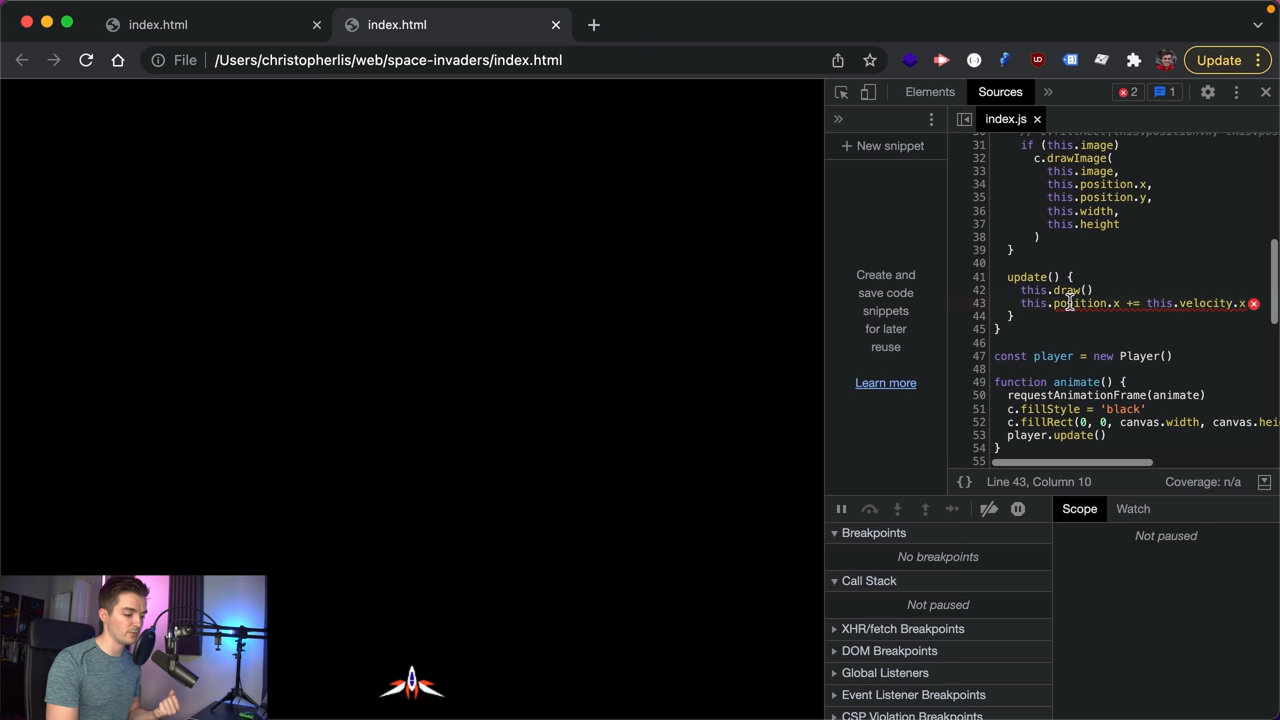 index.html
index.html
File
/Users/christopherlis/web/space-invaders/index.html
Update
Elements
Sources
2
1
index.js
New snippet
31 if (this.image)
32 c.drawImage(
33 this.image,
34 this.position.x,
35 this.position.y,
36 this.width,
37 this.height
38 )
39 }
40
41 update() {
42 this.draw()
43 this.position.x += this.velocity.x
44 }
45 }
46
47 const player = new Player()
48
49 function animate() {
50 requestAnimationFrame(animate)
51 c.fillStyle = 'black'
52 c.fillRect(0, 0, canvas.width, canvas.hei
53 player.update()
54 }
55
Create and
save code
snippets
for later
reuse
Learn more
{} Line 43, Column 10
Coverage: n/a
Scope
Watch
Breakpoints
Not paused
No breakpoints
Call Stack
Not paused
XHR/fetch Breakpoints
DOM Breakpoints
Global Listeners
Event Listener Breakpoints
CSP Violation Breakpoints